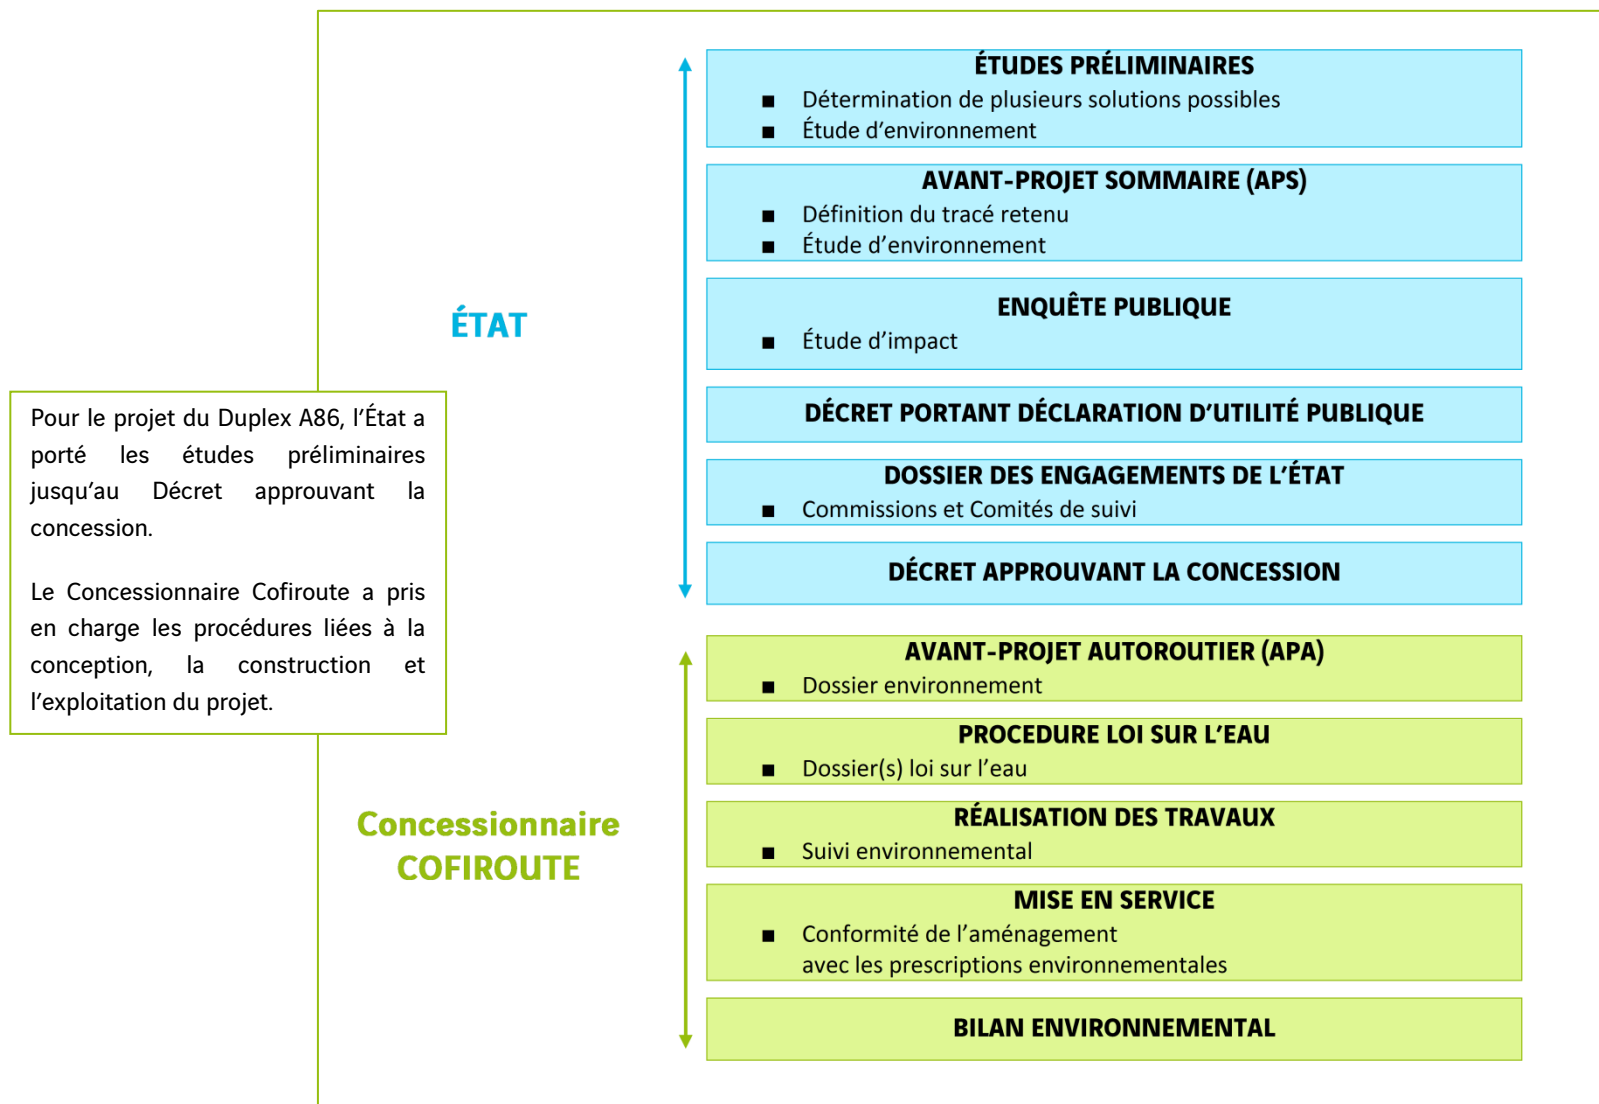 ÉTUDES PRÉLIMINAIRES
■ Détermination de plusieurs solutions possibles
■ Étude d’environnement
AVANT-PROJET SOMMAIRE (APS)
■ Définition du tracé retenu
■ Étude d’environnement
ÉTAT
ENQUÊTE PUBLIQUE
■ Étude d’impact
DÉCRET PORTANT DÉCLARATION D’UTILITÉ PUBLIQUE
DOSSIER DES ENGAGEMENTS DE L’ÉTAT
■ Commissions et Comités de suivi
DÉCRET APPROUVANT LA CONCESSION
Pour le projet du Duplex A86, l’État a
porté les études préliminaires
jusqu’au Décret approuvant la
concession.
Le Concessionnaire Cofiroute a pris
en charge les procédures liées à la
conception, la construction et
l’exploitation du projet.
Concessionnaire
COFIROUTE
AVANT-PROJET AUTOROUTIER (APA)
■ Dossier environnement
PROCEDURE LOI SUR L’EAU
■ Dossier(s) loi sur l’eau
RÉALISATION DES TRAVAUX
■ Suivi environnemental
MISE EN SERVICE
■ Conformité de l’aménagement
avec les prescriptions environnementales
BILAN ENVIRONNEMENTAL